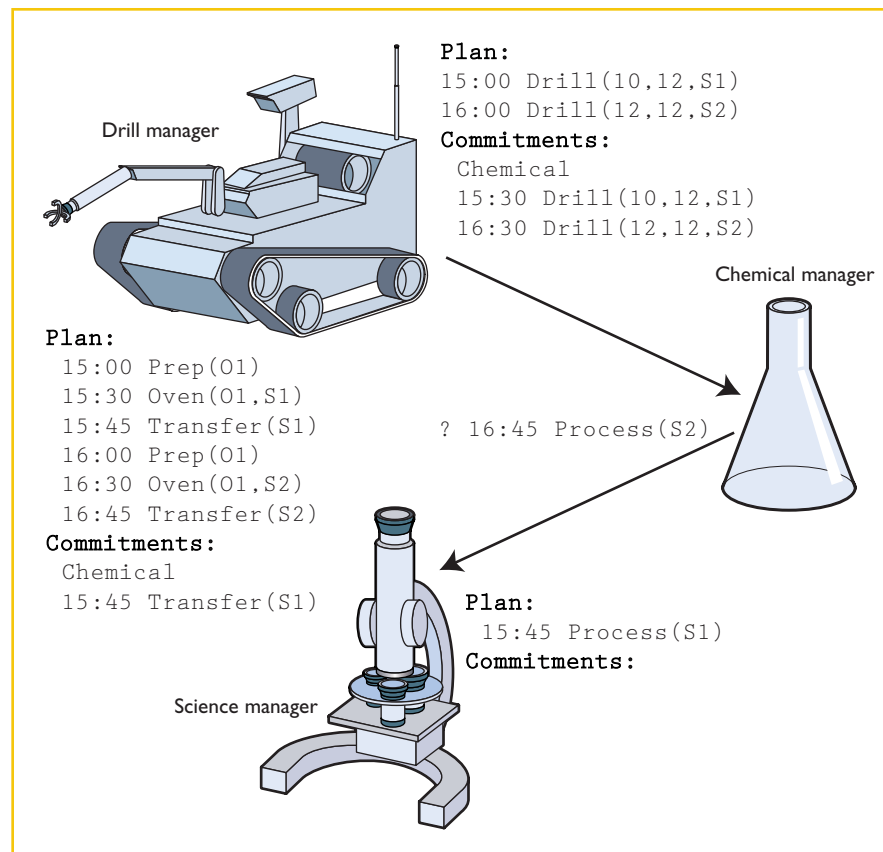 Plan:
15:00 Drill(10,12,S1)
16:00 Drill(12,12,S2)
Commitments:
Chemical
15:30 Drill(10,12,S1)
16:30 Drill(12,12,S2)
Drill manager
Chemical manager
Plan:
15:00 Prep(O1)
15:30 Oven(O1,S1)
15:45 Transfer(S1)
16:00 Prep(O1)
16:30 Oven(O1,S2)
16:45 Transfer(S2)
Commitments:
Chemical
15:45 Transfer(S1)
? 16:45 Process(S2)
Plan:
15:45 Process(S1)
Commitments:
Science manager